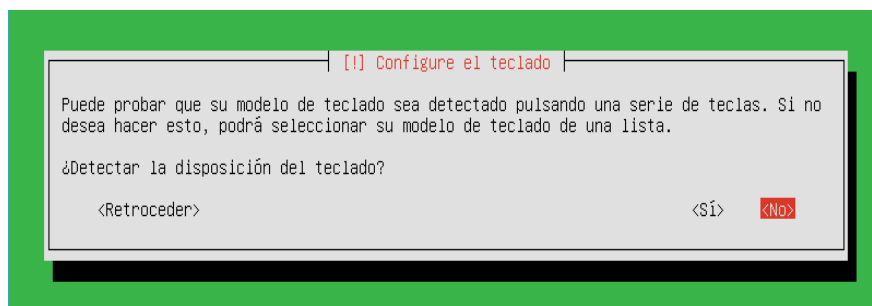 [!] Configure el teclado
Puede probar que su modelo de teclado sea detectado pulsando una serie de teclas. Si no
desea hacer esto, podrá seleccionar su modelo de teclado de una lista.
¿Detectar la disposición del teclado?
<Retroceder> <Sí> <No>